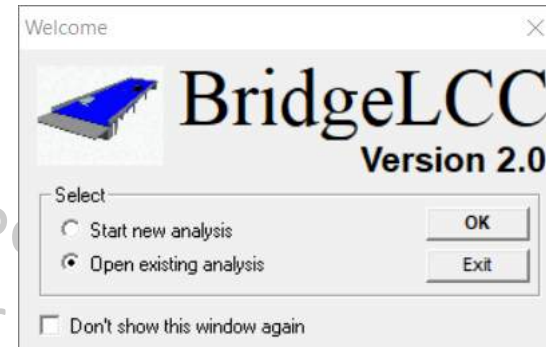 Welcome
BridgeLCC
Version 2.0
Select
Start new analysis
OK
Open existing analysis
Exit
Don't show this window again